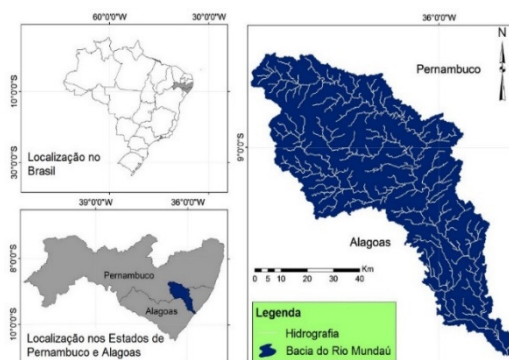 60°0'0"W
30°0'0"W
10°0'0"S
30°0'0"S
Localização no
Brasil
39°0'0"W
36°0'0"W
8°0'0"S
10°0'0"S
Pernambuco
Alagoas
Localização nos Estados de
Pernambuco e Alagoas
36°0'0"W
N
Pernambuco
9°0'0"S
Alagoas
0 5 10 20 30 40
Km
Legenda
Hidrografia
Bacia do Rio Mundaú